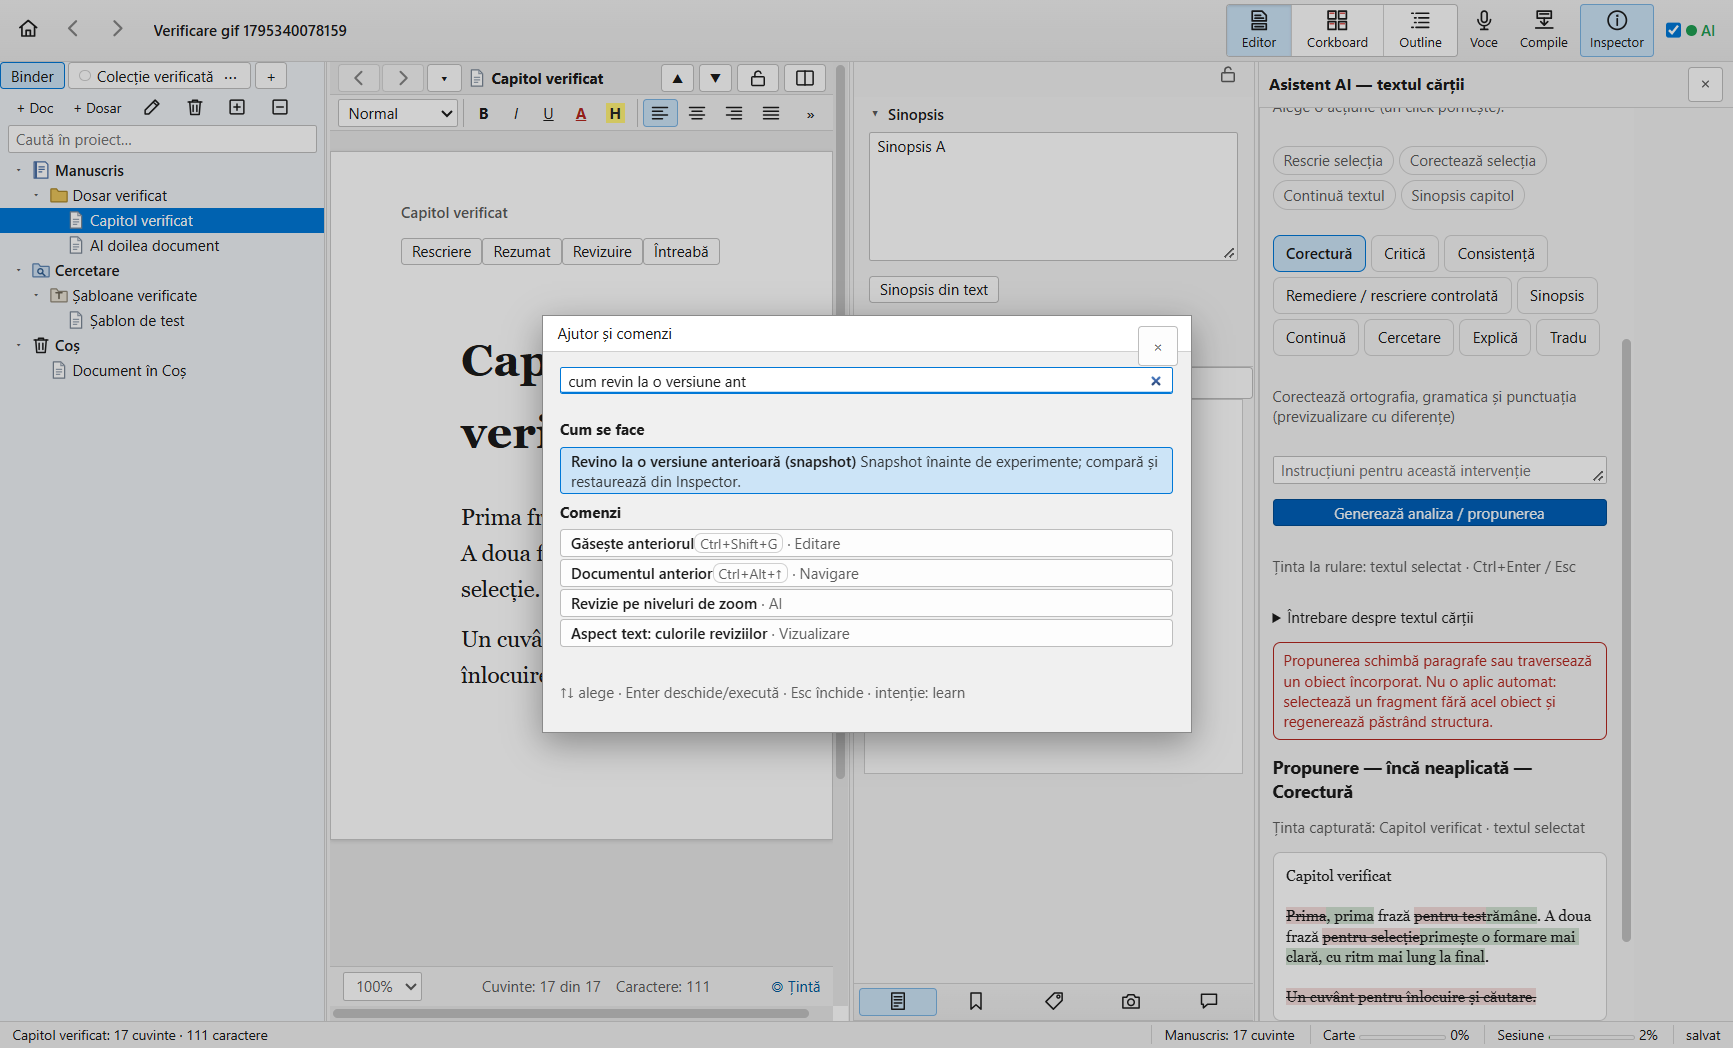 Verificare gif 1795340078159
Editor
Corkboard
Outline
Voce
Compile
Inspector
AI
Binder
Colecție verificată ···
+
+ Doc
+ Dosar
Caută în proiect...
Manuscris
Dosar verificat
Capitol verificat
Al doilea document
Cercetare
Șabloane verificate
Șablon de test
Coș
Document în Coș
Capitol verificat
Normal
B I U A H
»
Capitol verificat
Rescriere
Rezumat
Revizuire
Întreabă
Cap
veri
Prima fr
A doua f
selecție.
Un cuvâ
înlocuire
100%
Cuvinte: 17 din 17
Caractere: 111
Țintă
Sinopsis
Sinopsis A
Sinopsis din text
Ajutor și comenzi
×
cum revin la o versiune ant
Cum se face
Revino la o versiune anterioară (snapshot) Snapshot înainte de experimente; compară și
restaurează din Inspector.
Comenzi
Găsește anteriorul Ctrl+Shift+G · Editare
Documentul anterior Ctrl+Alt+↑ · Navigare
Revizie pe niveluri de zoom · AI
Aspect text: culorile reviziilor · Vizualizare
↑↓ alege · Enter deschide/execută · Esc închide · intenție: learn
Asistent AI — textul cărții
×
Alege o acțiune (un click pornește).
Rescrie selecția
Corectează selecția
Continuă textul
Sinopsis capitol
Corectură
Critică
Consistență
Remediere / rescriere controlată
Sinopsis
Continuă
Cercetare
Explică
Tradu
Corectează ortografia, gramatica și punctuația
(previzualizare cu diferențe)
Instrucțiuni pentru această intervenție
Generează analiza / propunerea
Ținta la rulare: textul selectat · Ctrl+Enter / Esc
Întrebare despre textul cărții
Propunerea schimbă paragrafe sau traversează
un obiect încorporat. Nu o aplic automat:
selectează un fragment fără acel obiect și
regenerează păstrând structura.
Propunere — încă neaplicată —
Corectură
Ținta capturată: Capitol verificat · textul selectat
Capitol verificat
Prima, prima frază pentru testrămâne. A doua
frază pentru selecțieprimește o formare mai
clară, cu ritm mai lung la final.
Un cuvânt pentru înlocuire și căutare.
Capitol verificat: 17 cuvinte · 111 caractere
Manuscris: 17 cuvinte
Carte
0%
Sesiune
2%
salvat